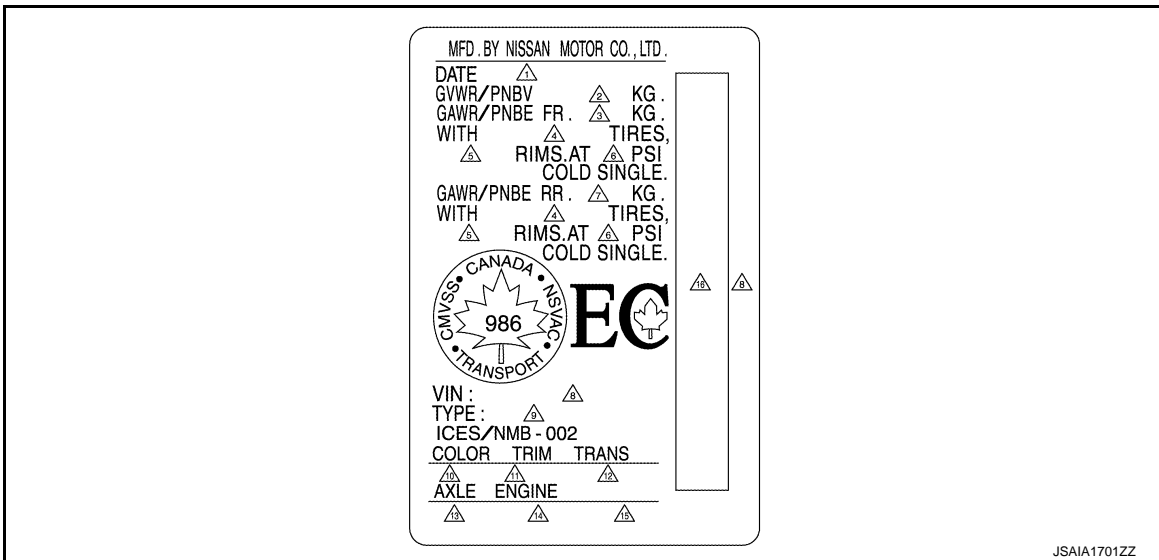 MFD. BY NISSAN MOTOR CO., LTD.
DATE 1
GVWR/PNBV 2 KG.
GAWR/PNBE FR. 3 KG.
WITH 4 TIRES,
5 RIMS.AT 6 PSI
COLD SINGLE.
GAWR/PNBE RR. 7 KG.
WITH 4 TIRES,
5 RIMS.AT 6 PSI
COLD SINGLE.
CMVSS • CANADA • NSVAC • TRANSPORT •
986
EC
16 8
VIN : 8
TYPE : 9
ICES/NMB-002
COLOR TRIM TRANS
10 11 12
AXLE ENGINE
13 14 15
JSAIA1701ZZ